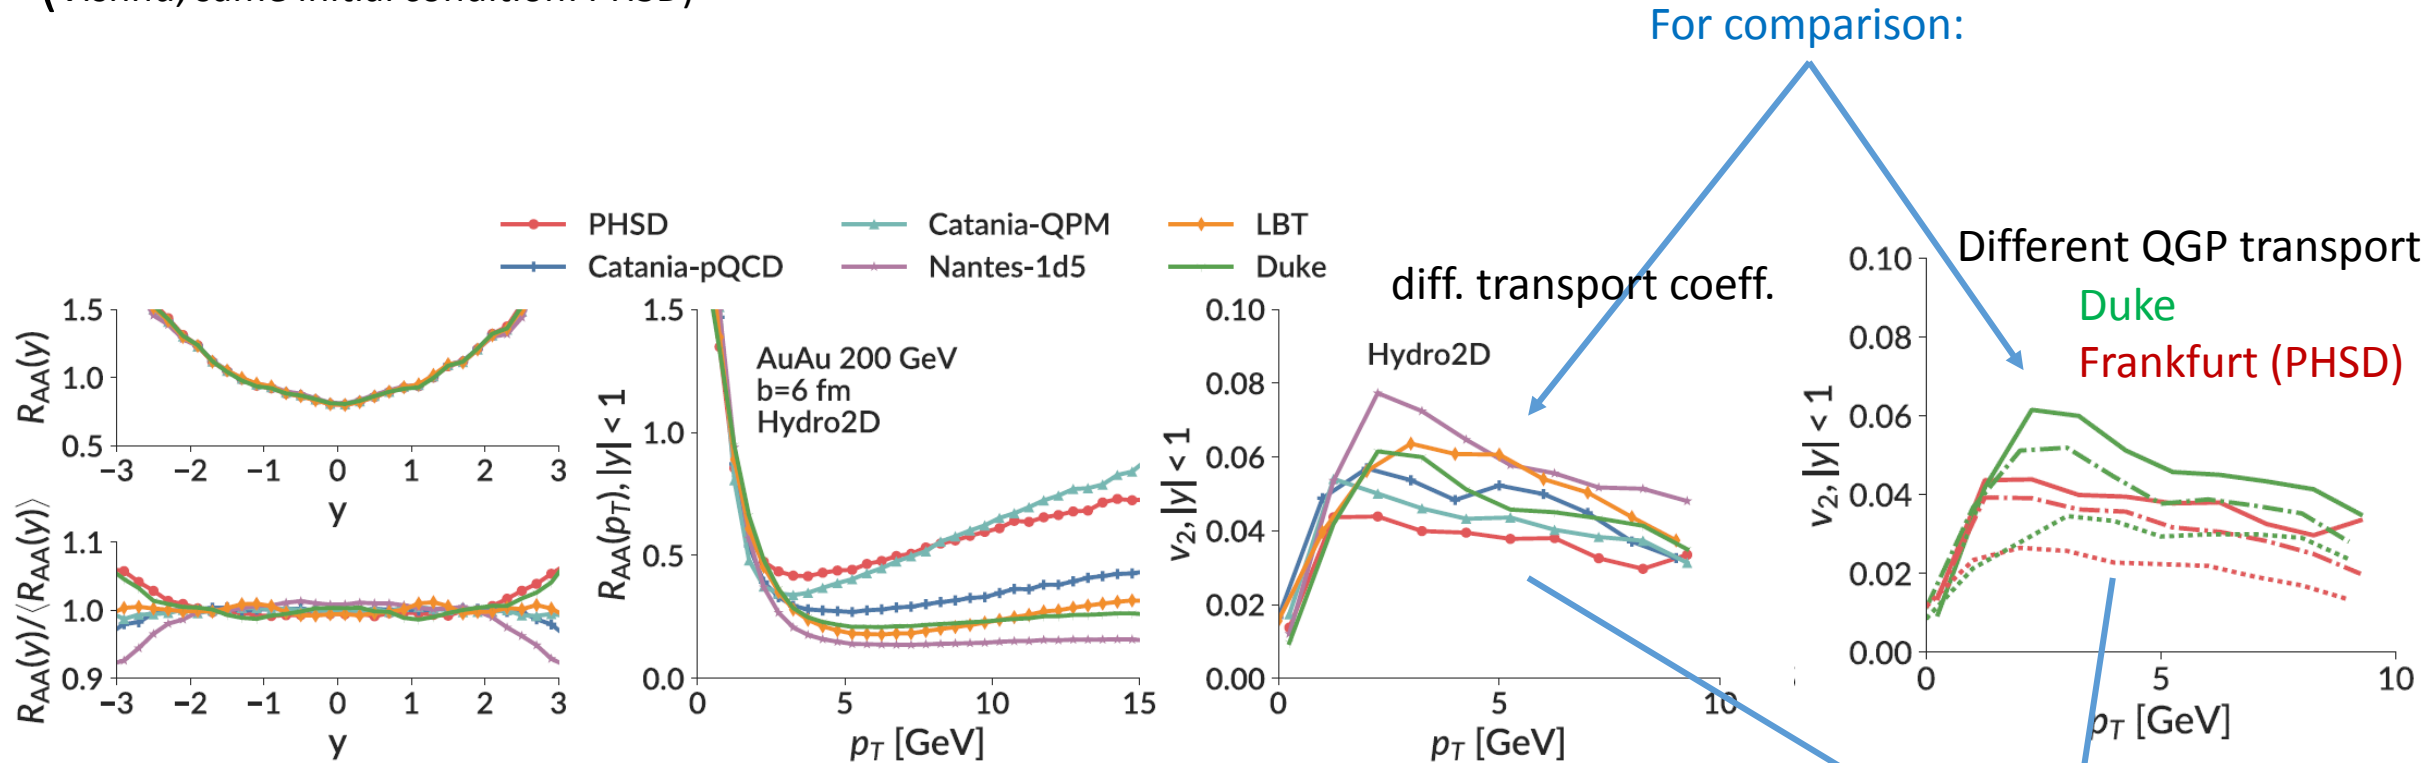 For comparison:
PHSD
Catania-QPM
LBT
Catania-pQCD
Nantes-1d5
Duke
Different QGP transport
Duke
Frankfurt (PHSD)
diff. transport coeff.
1.5
1.0
0.5
R_AA(y)
−3 −2 −1 0 1 2 3
y
1.1
1.0
0.9
R_AA(y)/⟨R_AA(y)⟩
−3 −2 −1 0 1 2 3
y
1.5
1.0
0.5
0.0
R_AA(p_T), |y| < 1
AuAu 200 GeV
b=6 fm
Hydro2D
0 5 10 15
p_T [GeV]
0.10
0.08
0.06
0.04
0.02
0.00
v_2, |y| < 1
Hydro2D
0 5 10
p_T [GeV]
0.10
0.08
0.06
0.04
0.02
0.00
v_2, |y| < 1
0 5 10
p_T [GeV]